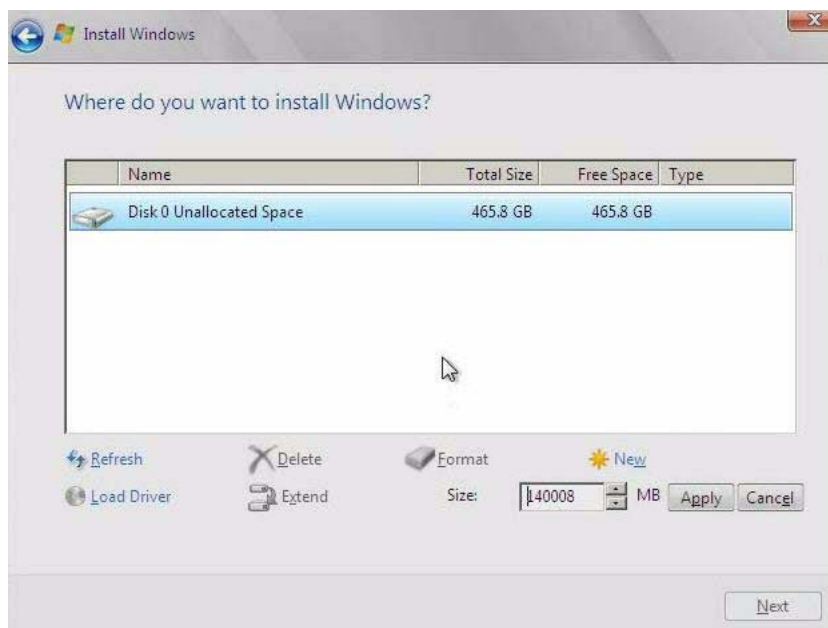 Install Windows
Where do you want to install Windows?
Name Total Size Free Space Type
Disk 0 Unallocated Space 465.8 GB 465.8 GB
Refresh Delete Format New
Load Driver Extend Size: 140008 MB Apply Cancel
Next